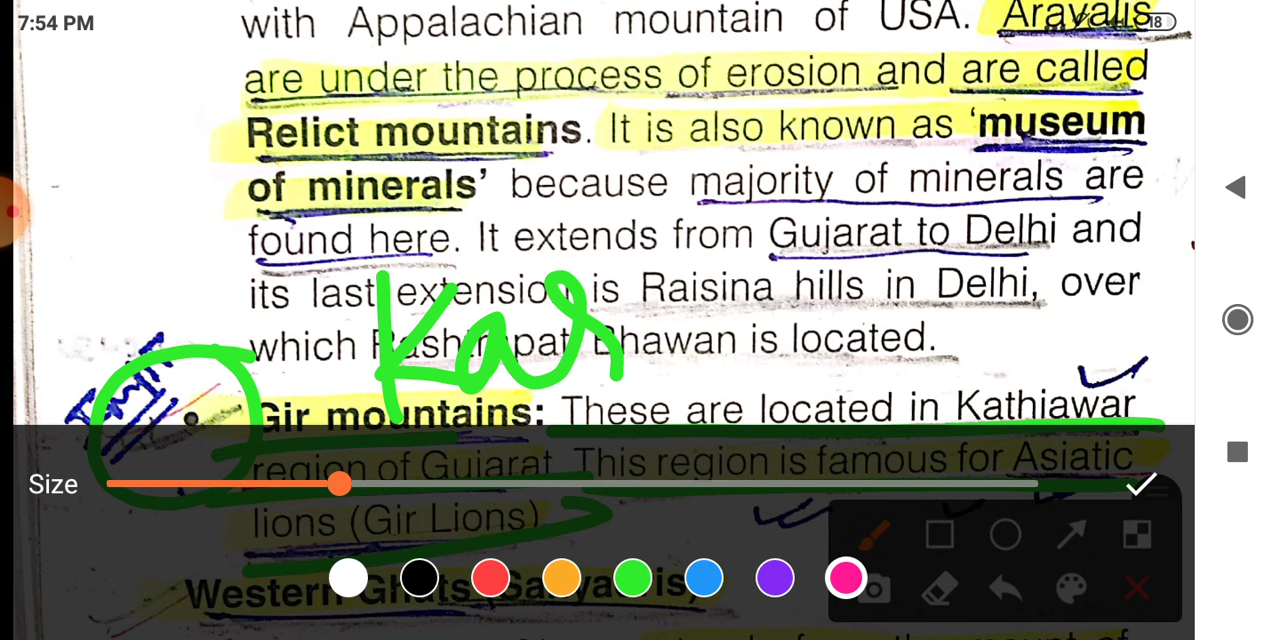 7:54 PM
18
with Appalachian mountain of USA. Aravalis
are under the process of erosion and are called
Relict mountains. It is also known as ‘museum
of minerals’ because majority of minerals are
found here. It extends from Gujarat to Delhi and
its last extension is Raisina hills in Delhi, over
which Rashtrapati Bhawan is located.
Kas
Gir mountains: These are located in Kathiawar
region of Gujarat. This region is famous for Asiatic
lions (Gir Lions)
Size
Western Ghats